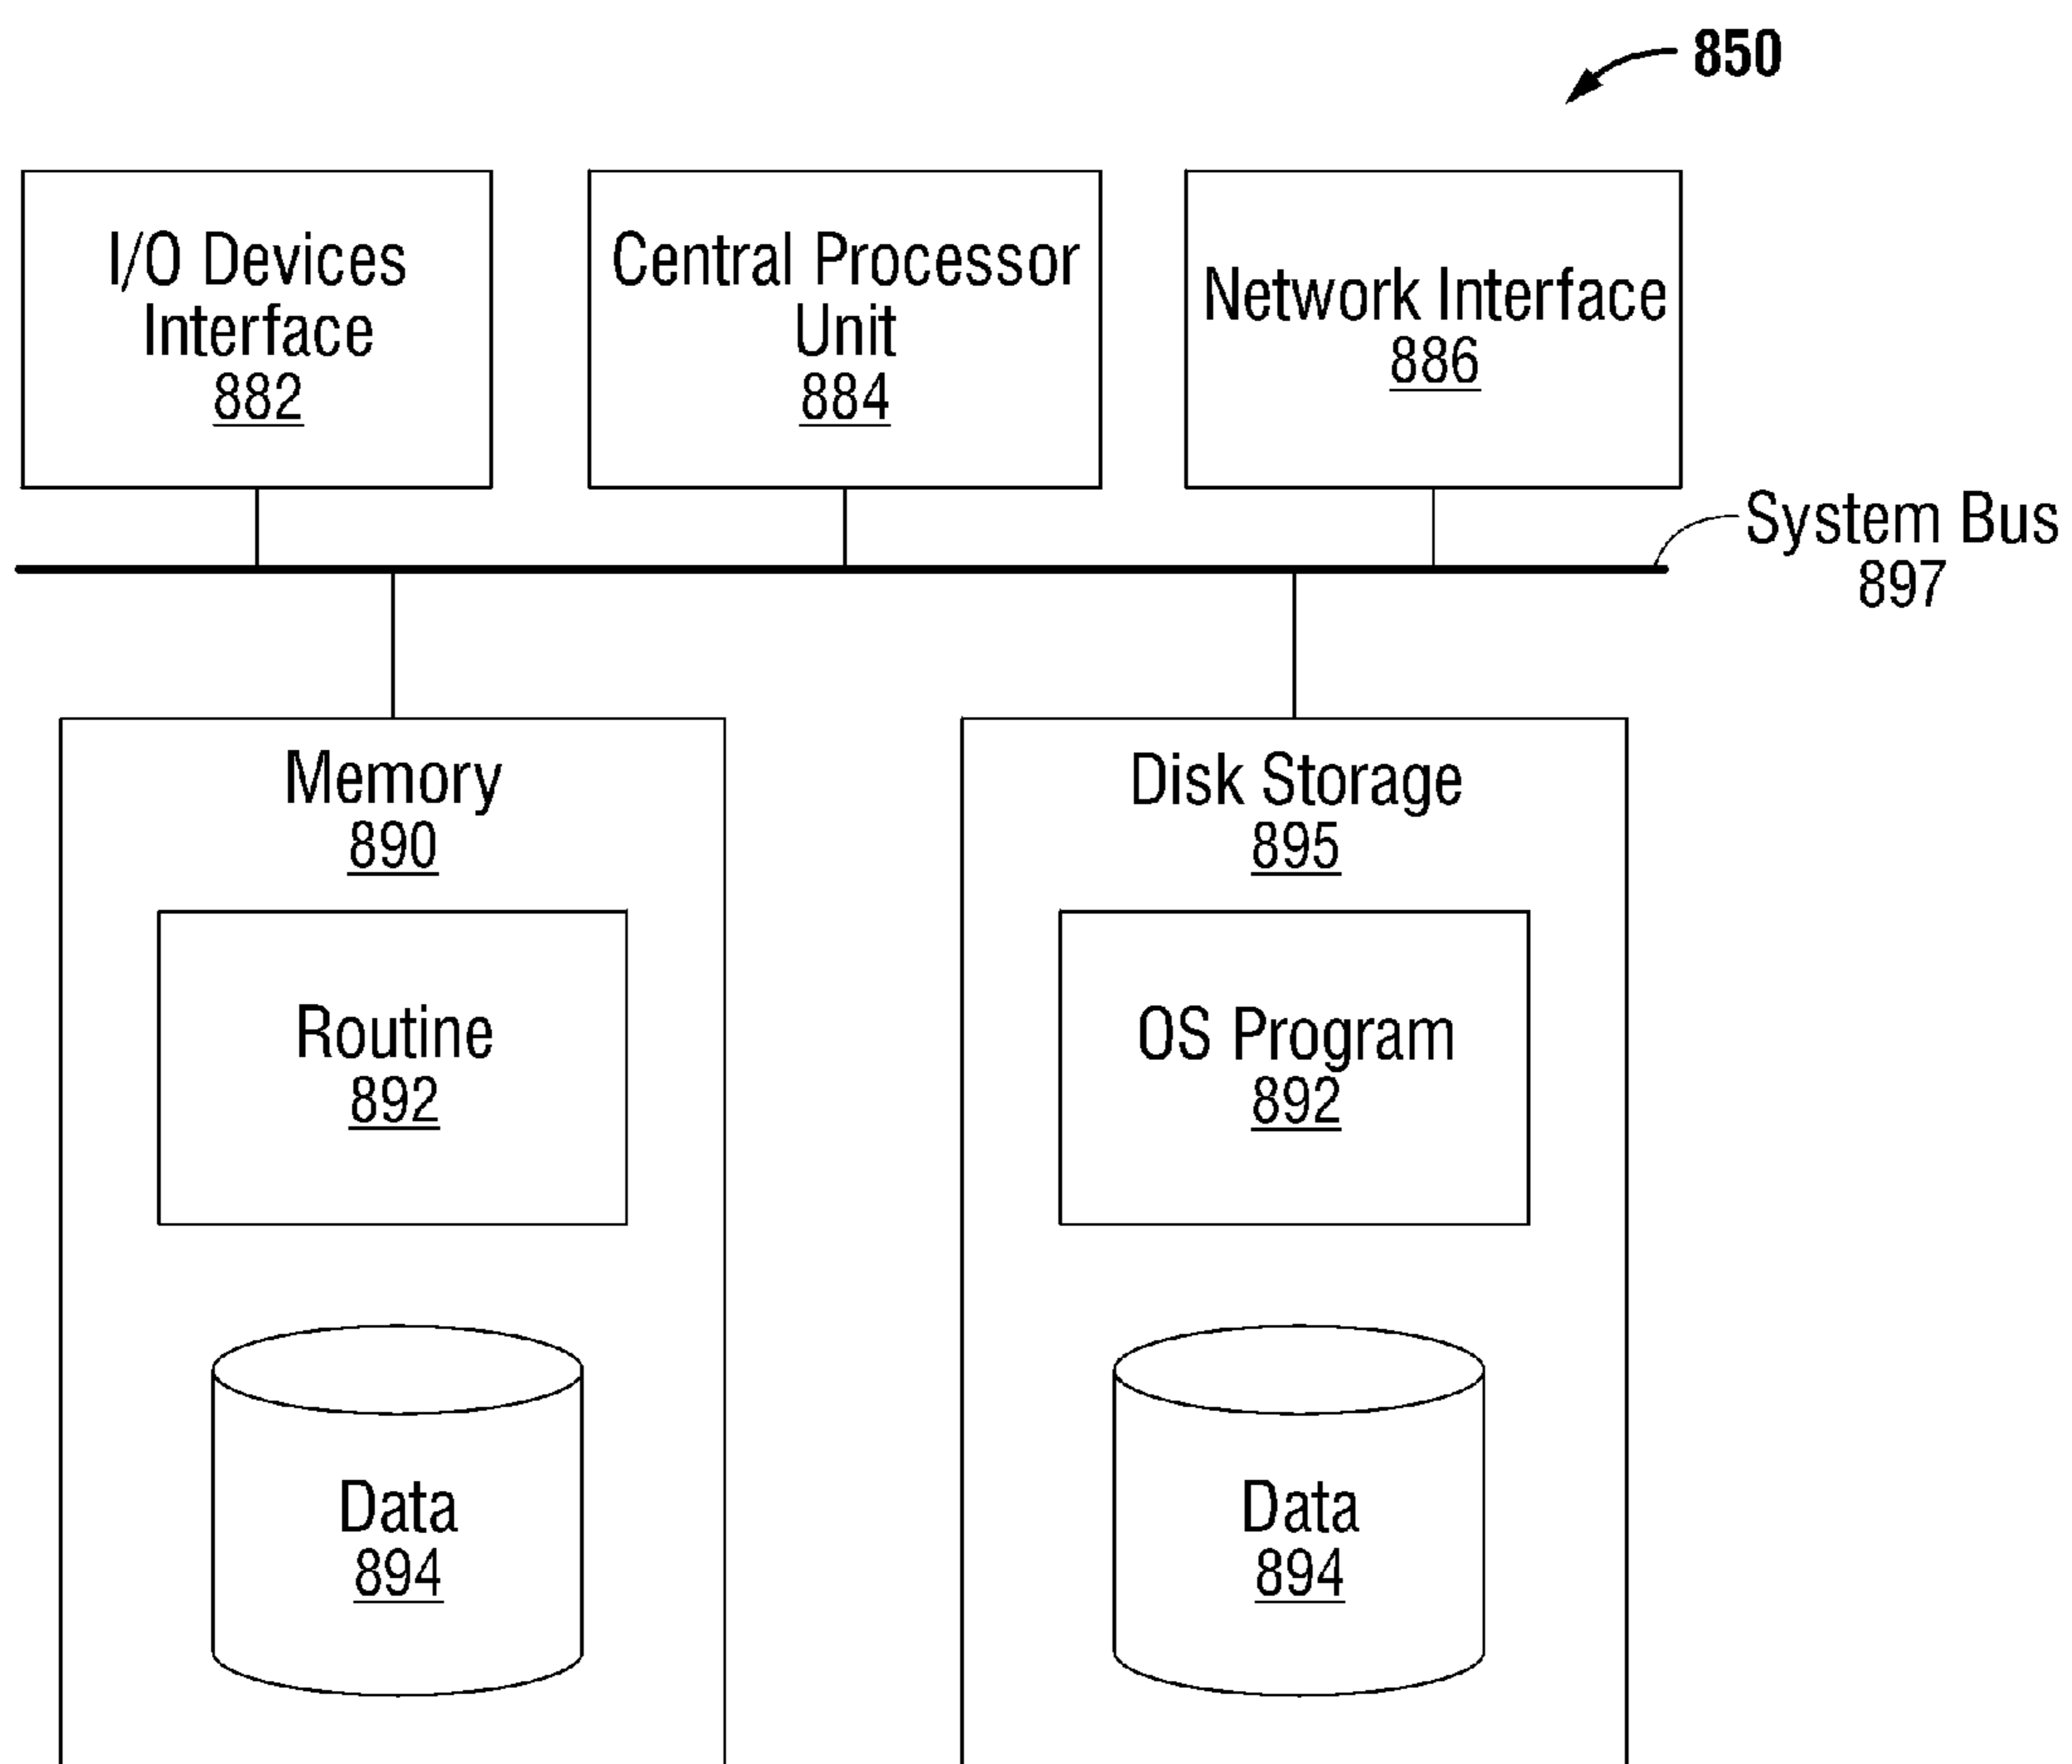 850
I/O Devices
Interface
882
Central Processor
Unit
884
Network Interface
886
System Bus
897
Memory
890
Routine
892
Data
894
Disk Storage
895
OS Program
892
Data
894